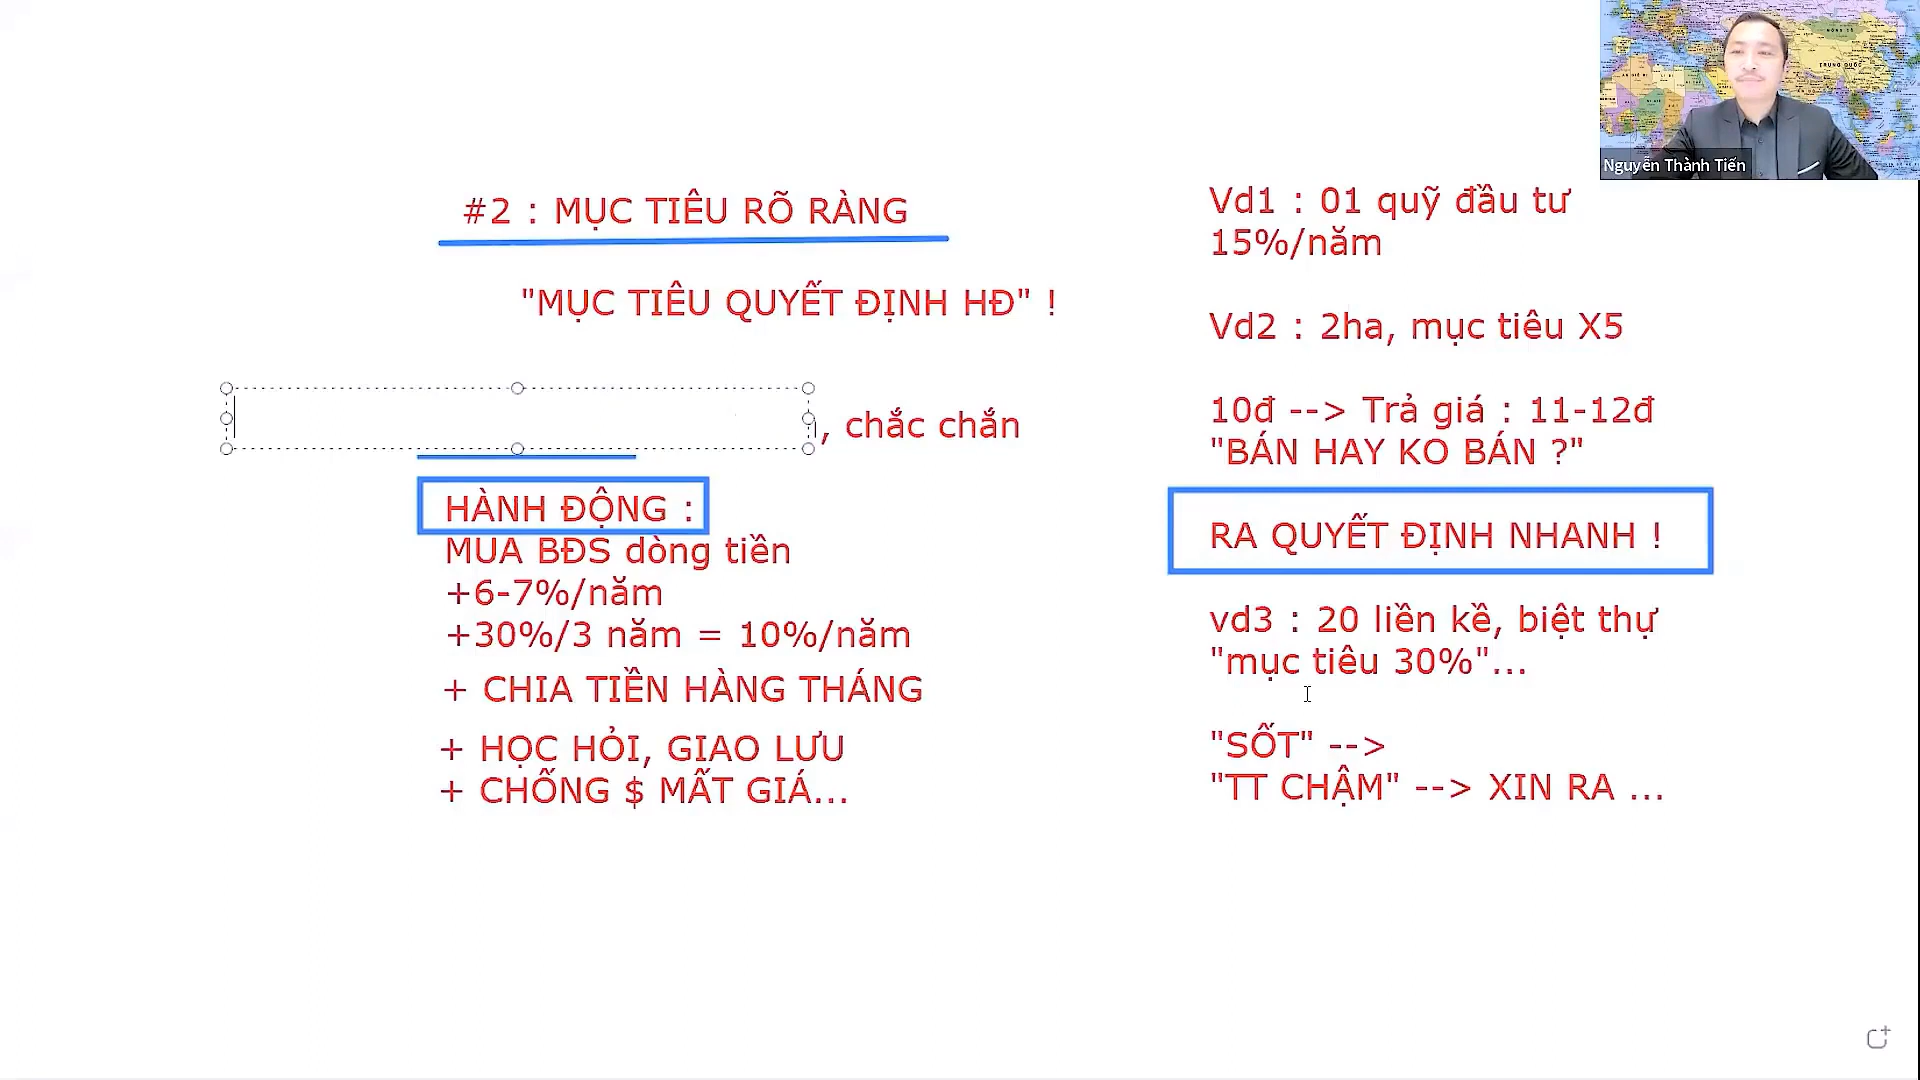 #2 : MỤC TIÊU RÕ RÀNG
"MỤC TIÊU QUYẾT ĐỊNH HĐ" !
, chắc chắn
HÀNH ĐỘNG :
MUA BĐS dòng tiền
+6-7%/năm
+30%/3 năm = 10%/năm
+ CHIA TIỀN HÀNG THÁNG
+ HỌC HỎI, GIAO LƯU
+ CHỐNG $ MẤT GIÁ...
Vd1 : 01 quỹ đầu tư
15%/năm
Vd2 : 2ha, mục tiêu X5
10đ --> Trả giá : 11-12đ
"BÁN HAY KO BÁN ?"
RA QUYẾT ĐỊNH NHANH !
vd3 : 20 liền kề, biệt thự
"mục tiêu 30%"...
"SỐT" -->
"TT CHẬM" --> XIN RA ...
Nguyễn Thành Tiến
TRUNG QUỐC